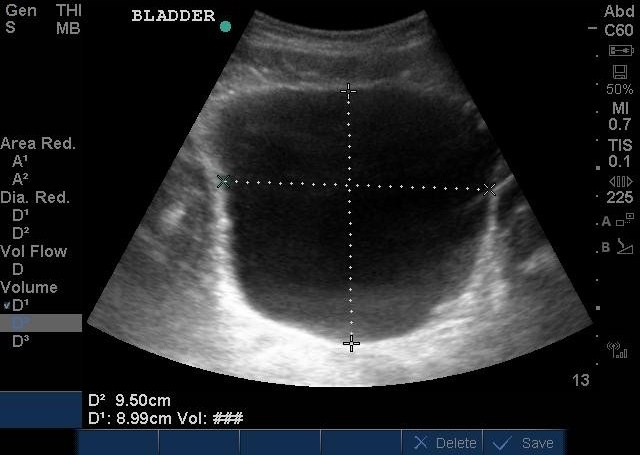 Gen THI
S MB
BLADDER
Abd
C60
50%
MI
0.7
TIS
0.1
225
A
B
Area Red.
A¹
A²
Dia. Red.
D¹
D²
Vol Flow
D
Volume
✓D¹
D²
D³
13
D² 9.50cm
D¹: 8.99cm Vol: ###
Delete Save